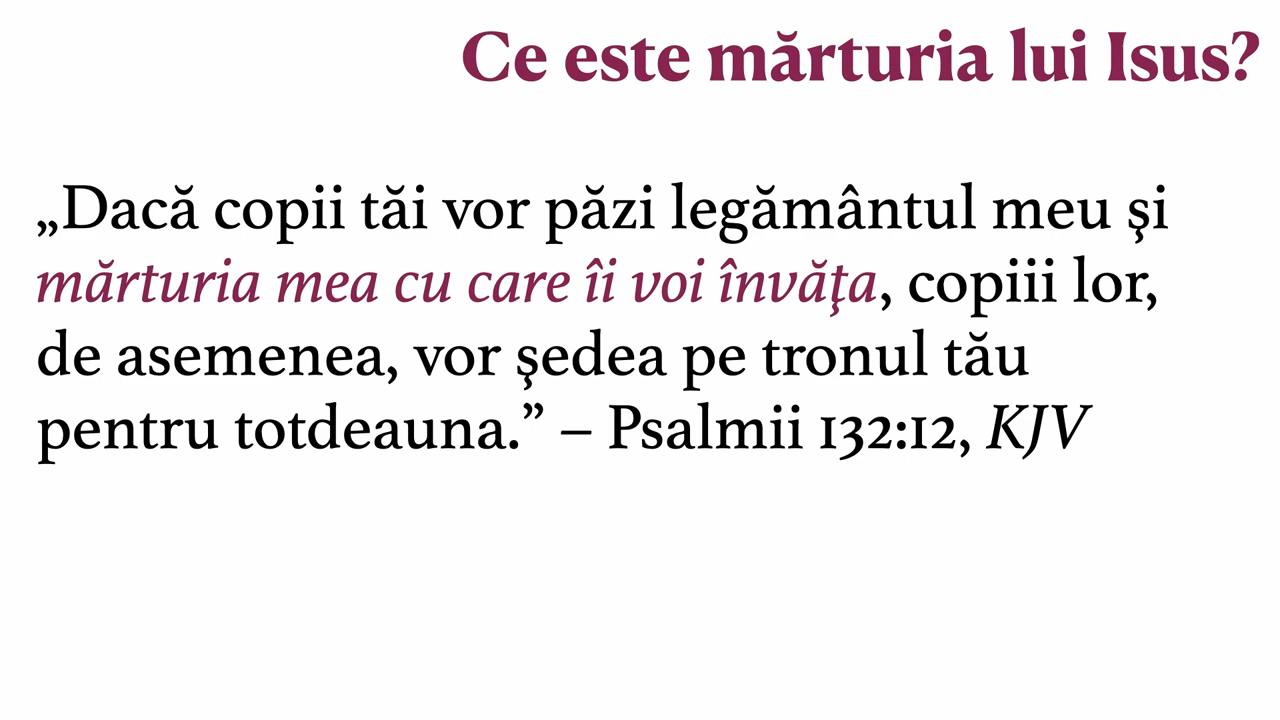 Ce este mărturia lui Isus?
„Dacă copii tăi vor păzi legământul meu şi
mărturia mea cu care îi voi învăţa, copiii lor,
de asemenea, vor şedea pe tronul tău
pentru totdeauna.” – Psalmii 132:12, KJV